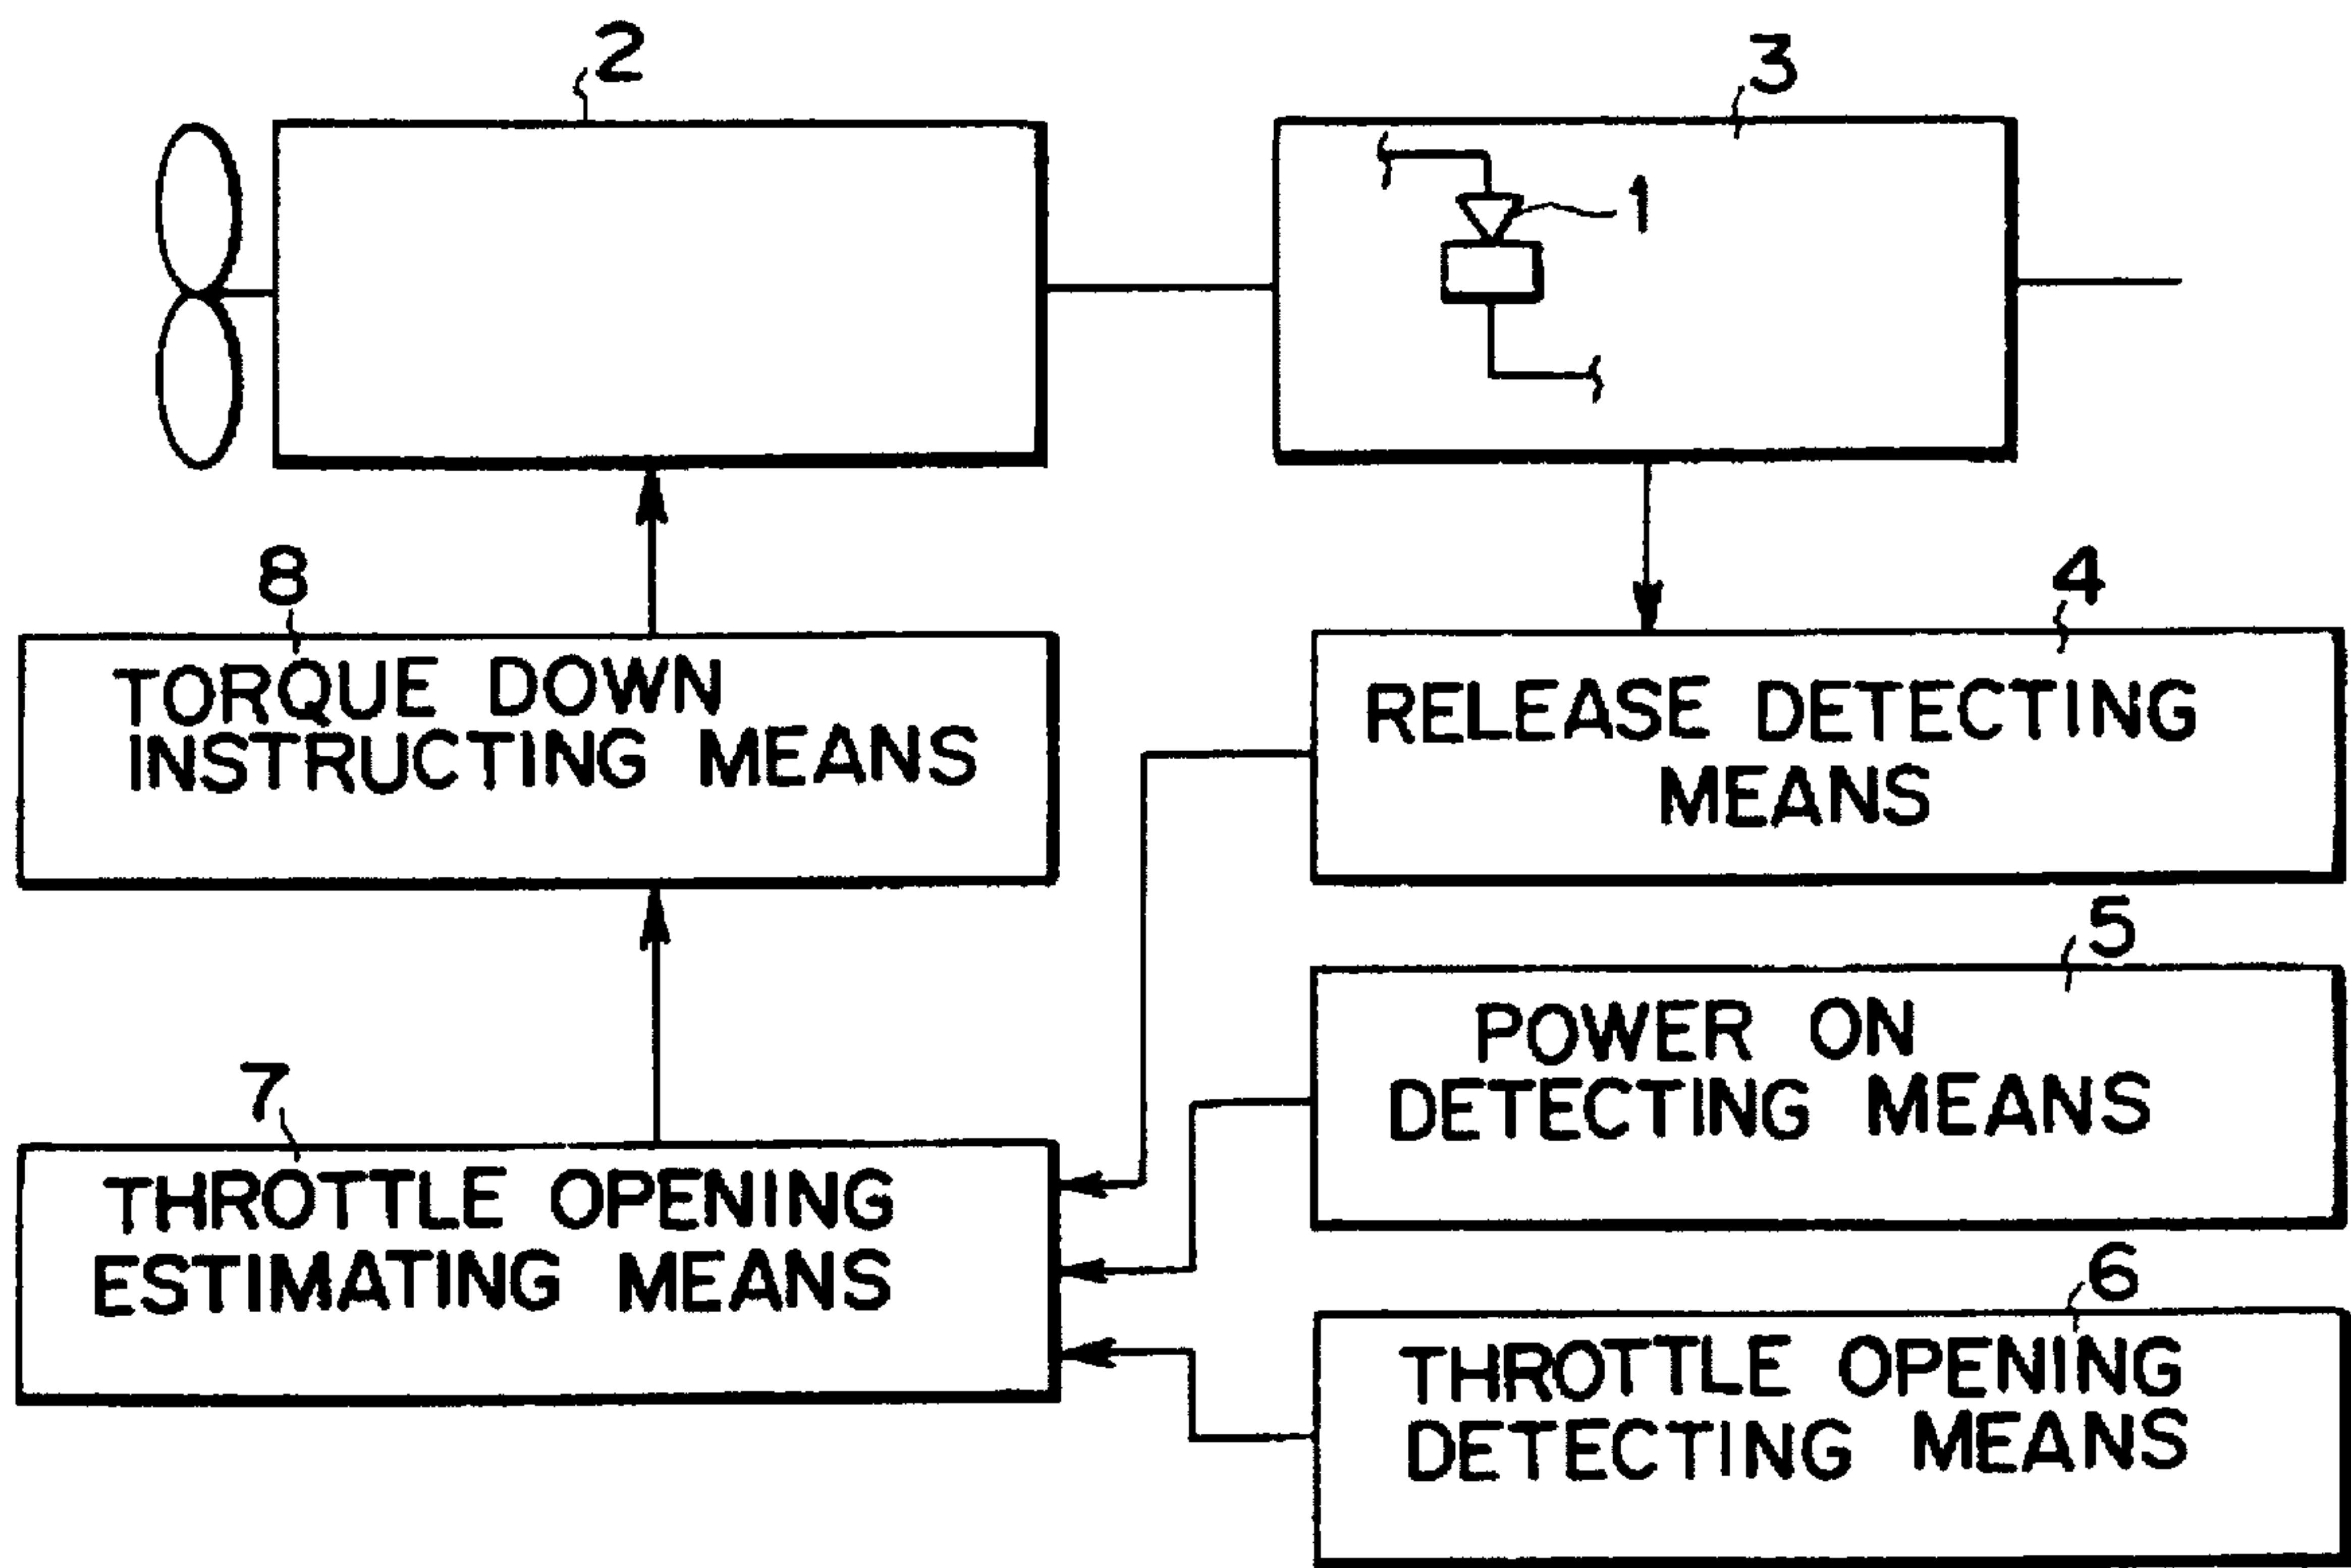 2
3
1
8
TORQUE DOWN
INSTRUCTING MEANS
4
RELEASE DETECTING
MEANS
5
POWER ON
DETECTING MEANS
7
THROTTLE OPENING
ESTIMATING MEANS
6
THROTTLE OPENING
DETECTING MEANS